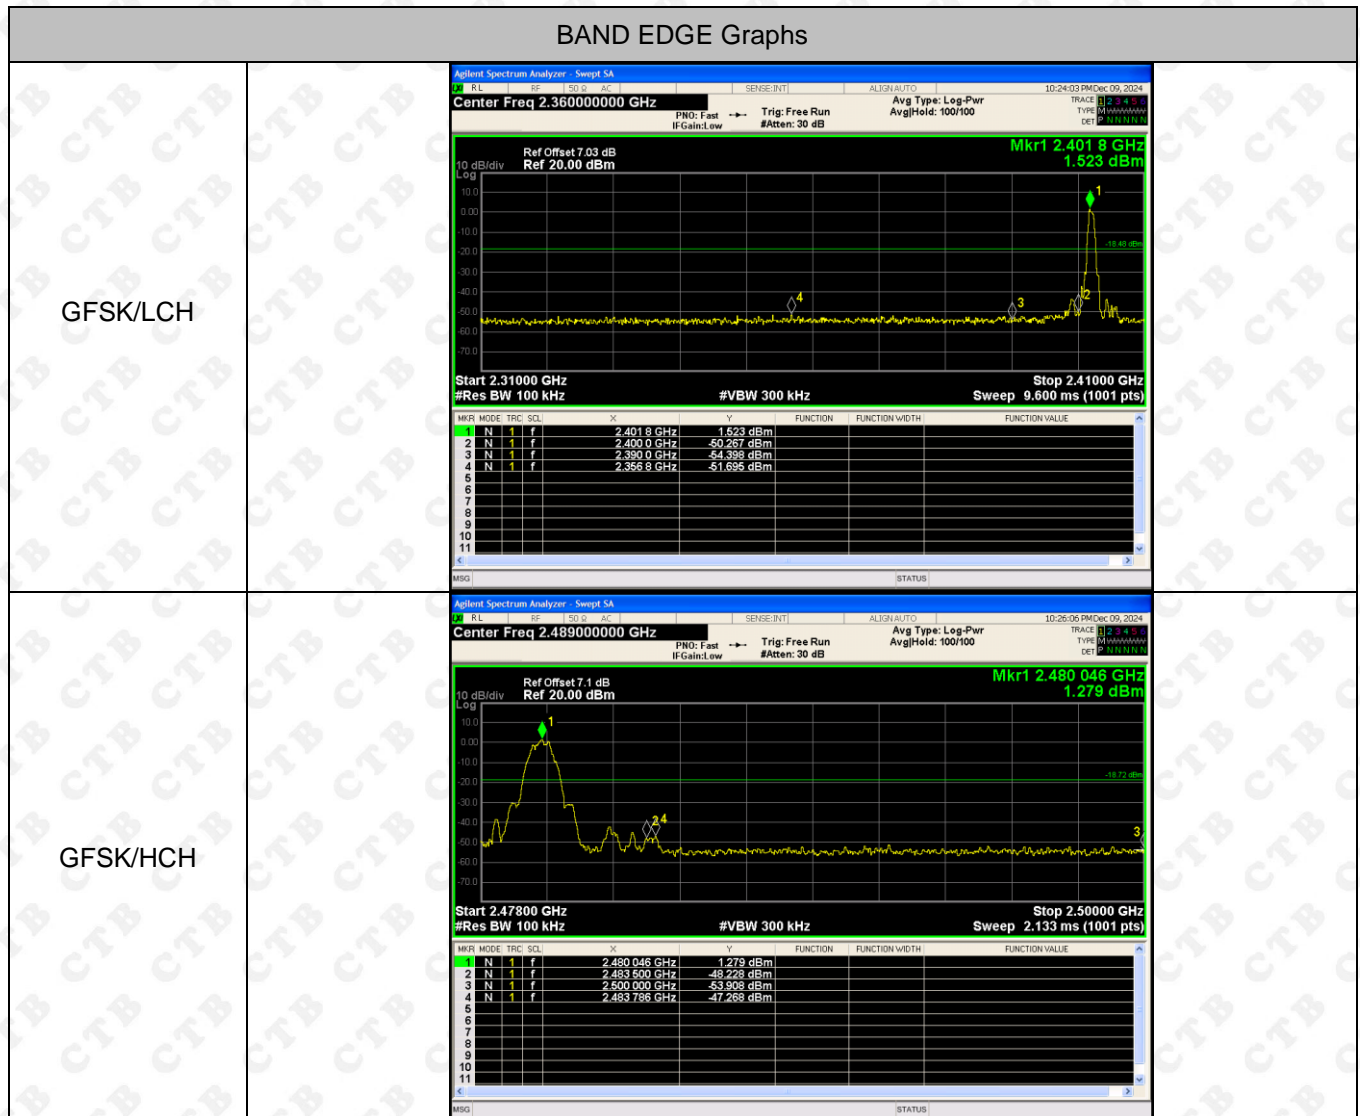 BAND EDGE Graphs
GFSK/LCH
Agilent Spectrum Analyzer - Swept SA
RL RF 50 Ω AC SENSE:INT ALIGN AUTO 10:24:03 PM Dec 09, 2024
Center Freq 2.360000000 GHz
PNO: Fast
IFGain:Low
Trig: Free Run
#Atten: 30 dB
Avg Type: Log-Pwr
Avg|Hold: 100/100
TRACE 1 2 3 4 5 6
TYPE M
DET P N N N N N
Mkr1 2.401 8 GHz
1.523 dBm
Ref Offset 7.03 dB
10 dB/div Ref 20.00 dBm
Log
10.0
0.00
-10.0
-20.0
-30.0
-40.0
-50.0
-60.0
-70.0
-18.48 dBm
1
2
3
4
Start 2.31000 GHz Stop 2.41000 GHz
#Res BW 100 kHz #VBW 300 kHz Sweep 9.600 ms (1001 pts)
MKR MODE TRC SCL X Y FUNCTION FUNCTION WIDTH FUNCTION VALUE
1 N 1 f 2.401 8 GHz 1.523 dBm
2 N 1 f 2.400 0 GHz -50.267 dBm
3 N 1 f 2.390 0 GHz -54.398 dBm
4 N 1 f 2.356 8 GHz -51.695 dBm
5
6
7
8
9
10
11
MSG STATUS
GFSK/HCH
Agilent Spectrum Analyzer - Swept SA
RL RF 50 Ω AC SENSE:INT ALIGN AUTO 10:26:06 PM Dec 09, 2024
Center Freq 2.489000000 GHz
PNO: Fast
IFGain:Low
Trig: Free Run
#Atten: 30 dB
Avg Type: Log-Pwr
Avg|Hold: 100/100
TRACE 1 2 3 4 5 6
TYPE M
DET P N N N N N
Mkr1 2.480 046 GHz
1.279 dBm
Ref Offset 7.1 dB
10 dB/div Ref 20.00 dBm
Log
10.0
0.00
-10.0
-20.0
-30.0
-40.0
-50.0
-60.0
-70.0
-18.72 dBm
1
2 4
3
Start 2.47800 GHz Stop 2.50000 GHz
#Res BW 100 kHz #VBW 300 kHz Sweep 2.133 ms (1001 pts)
MKR MODE TRC SCL X Y FUNCTION FUNCTION WIDTH FUNCTION VALUE
1 N 1 f 2.480 046 GHz 1.279 dBm
2 N 1 f 2.483 500 GHz -48.228 dBm
3 N 1 f 2.500 000 GHz -53.908 dBm
4 N 1 f 2.483 786 GHz -47.268 dBm
5
6
7
8
9
10
11
MSG STATUS